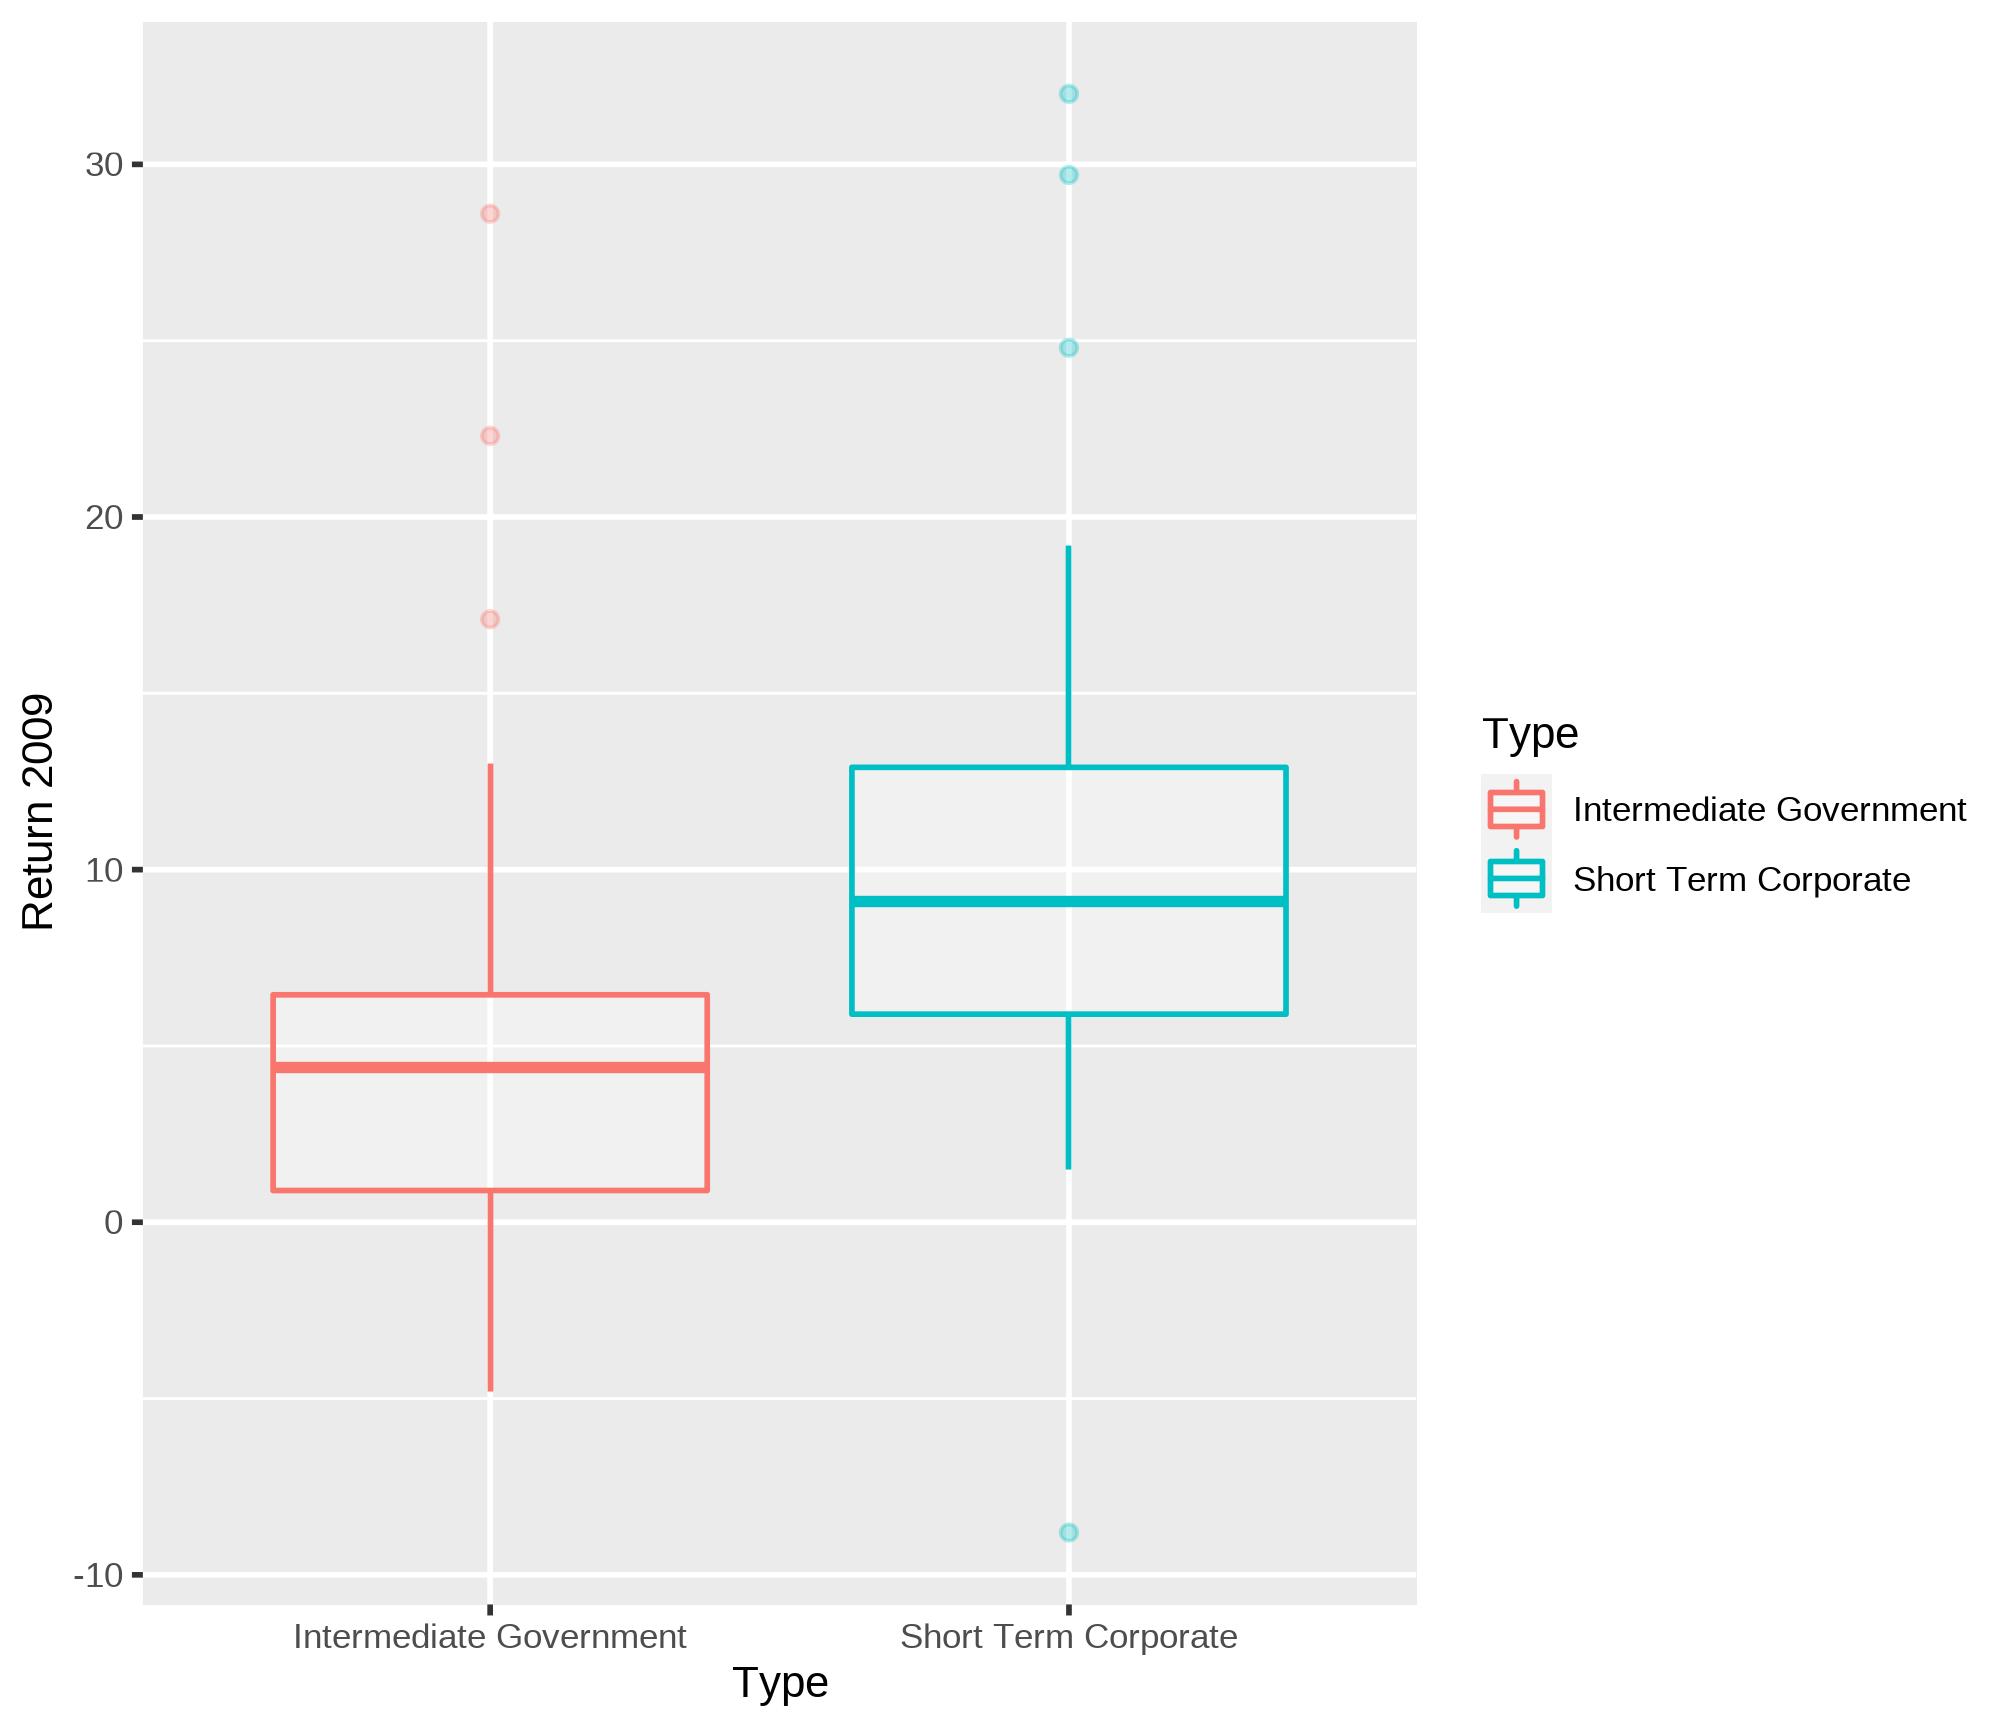 30
20
10
0
-10
Return 2009
Intermediate Government
Short Term Corporate
Type
Type
Intermediate Government
Short Term Corporate